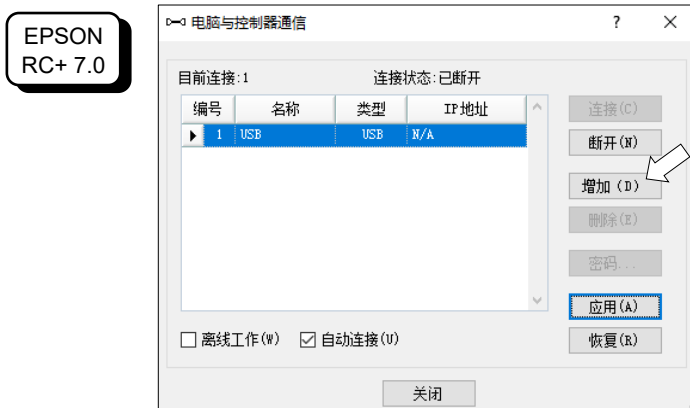 EPSON
RC+ 7.0
电脑与控制器通信
?
目前连接:1 连接状态:已断开
编号 名称 类型 IP地址
1 USB USB N/A
连接(C)
断开(N)
增加 (D)
删除(E)
密码...
应用(A)
恢复(R)
离线工作(W) 自动连接(U)
关闭